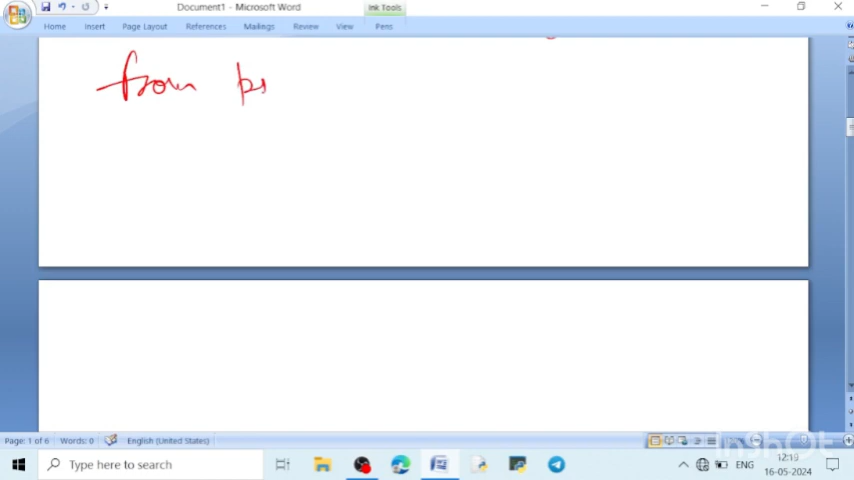 Document1 - Microsoft Word
Ink Tools
Home Insert Page Layout References Mailings Review View Pens
from
Page: 1 of 6 Words: 0 English (United States)
InShot
Type here to search
ENG
12:19
16-05-2024